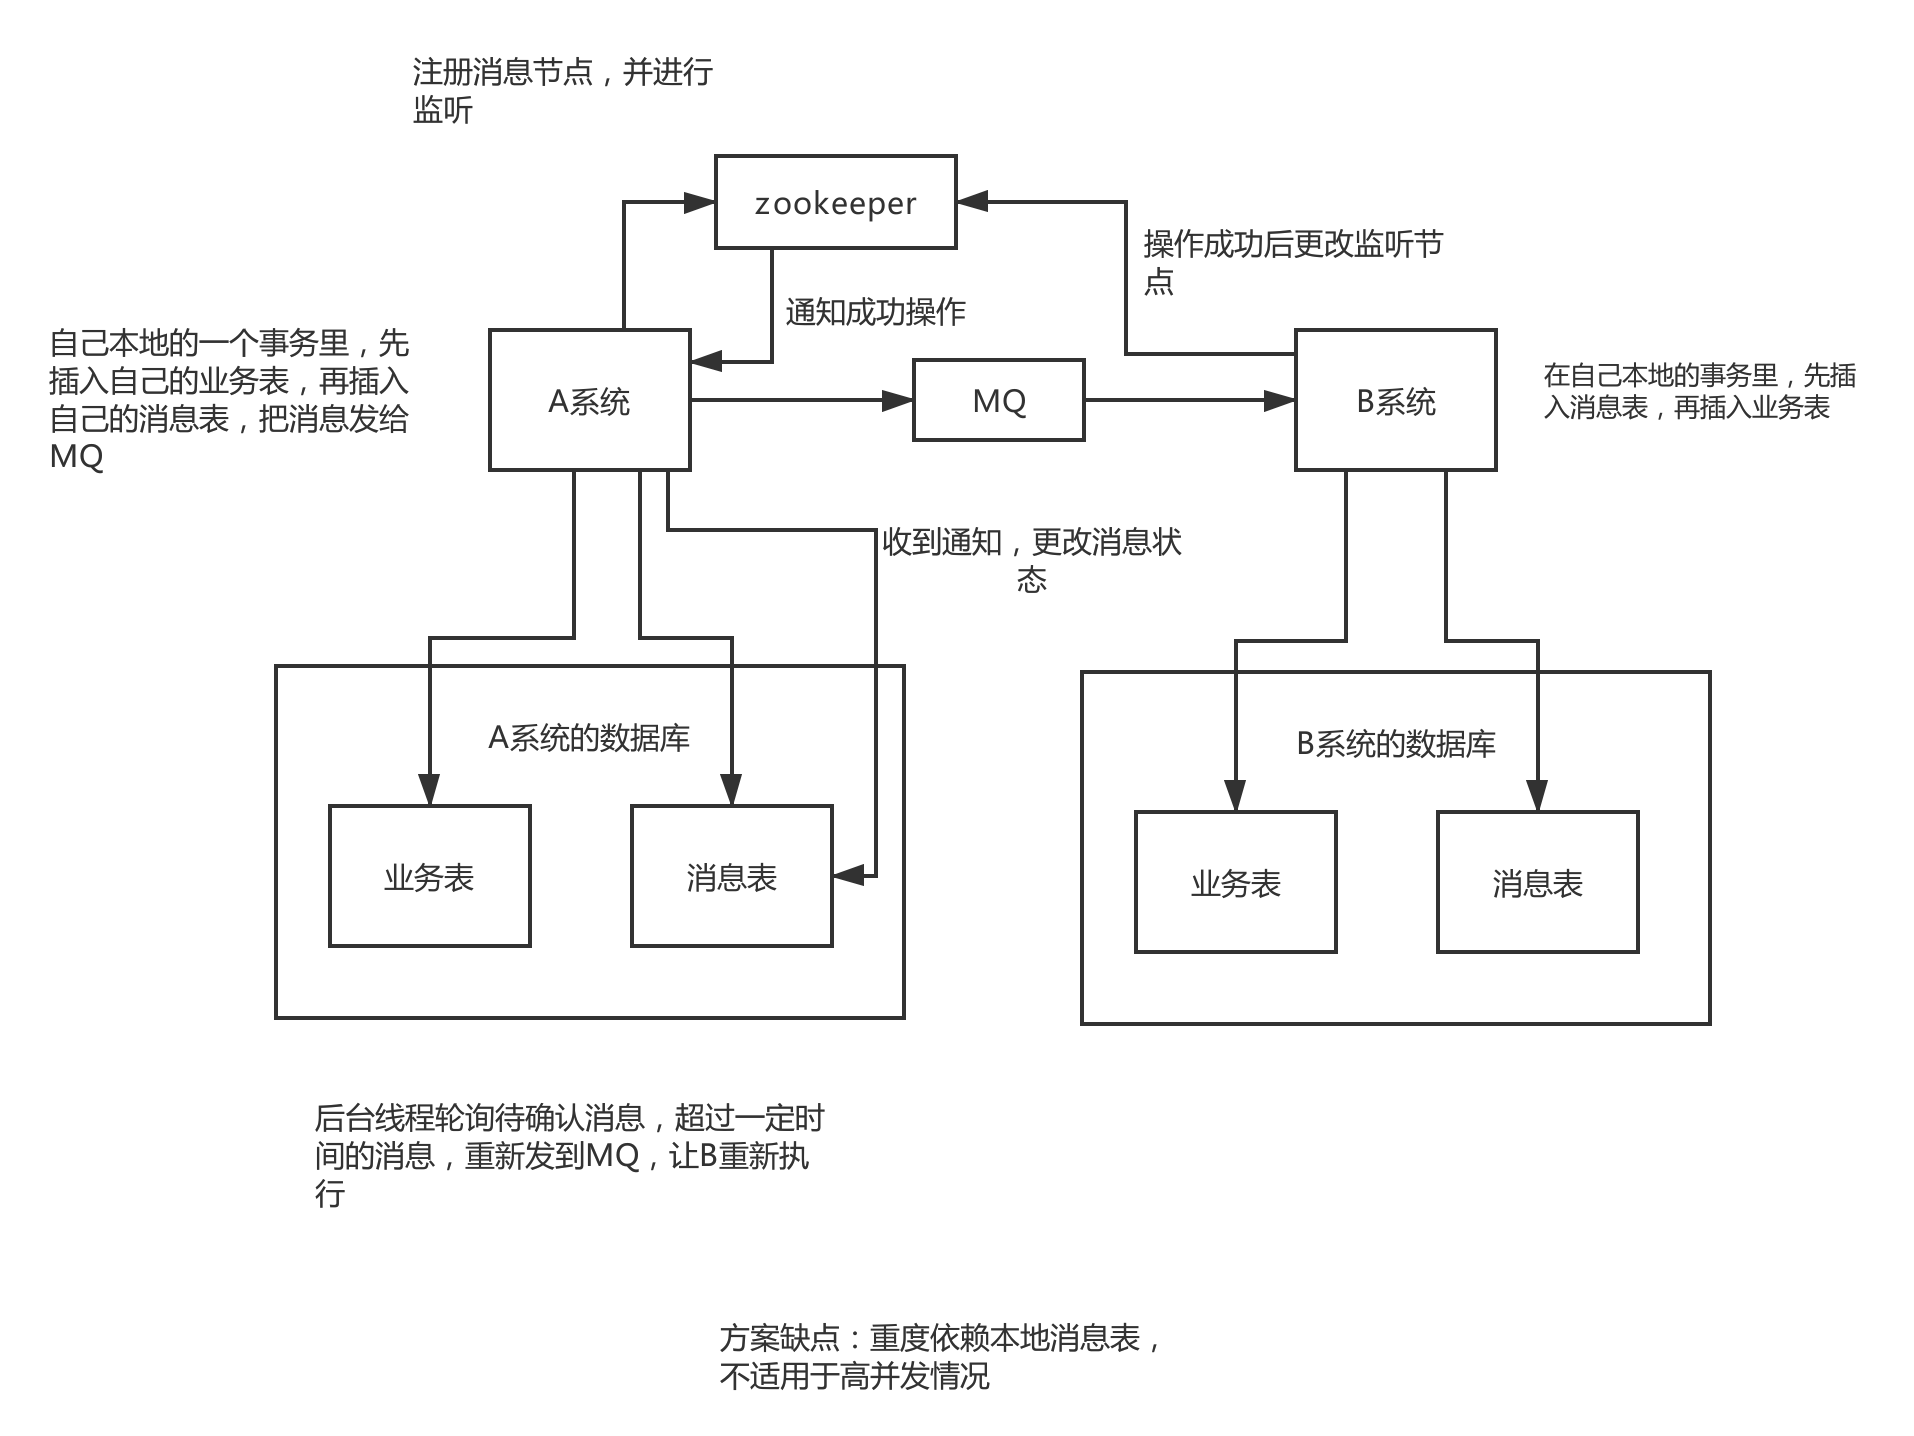 注册消息节点，并进行
监听
zookeeper
操作成功后更改监听节
点
通知成功操作
自己本地的一个事务里，先
插入自己的业务表，再插入
自己的消息表，把消息发给
MQ
A系统
MQ
B系统
在自己本地的事务里，先插
入消息表，再插入业务表
收到通知，更改消息状
态
A系统的数据库
业务表
消息表
B系统的数据库
业务表
消息表
后台线程轮询待确认消息，超过一定时
间的消息，重新发到MQ，让B重新执
行
方案缺点：重度依赖本地消息表，
不适用于高并发情况